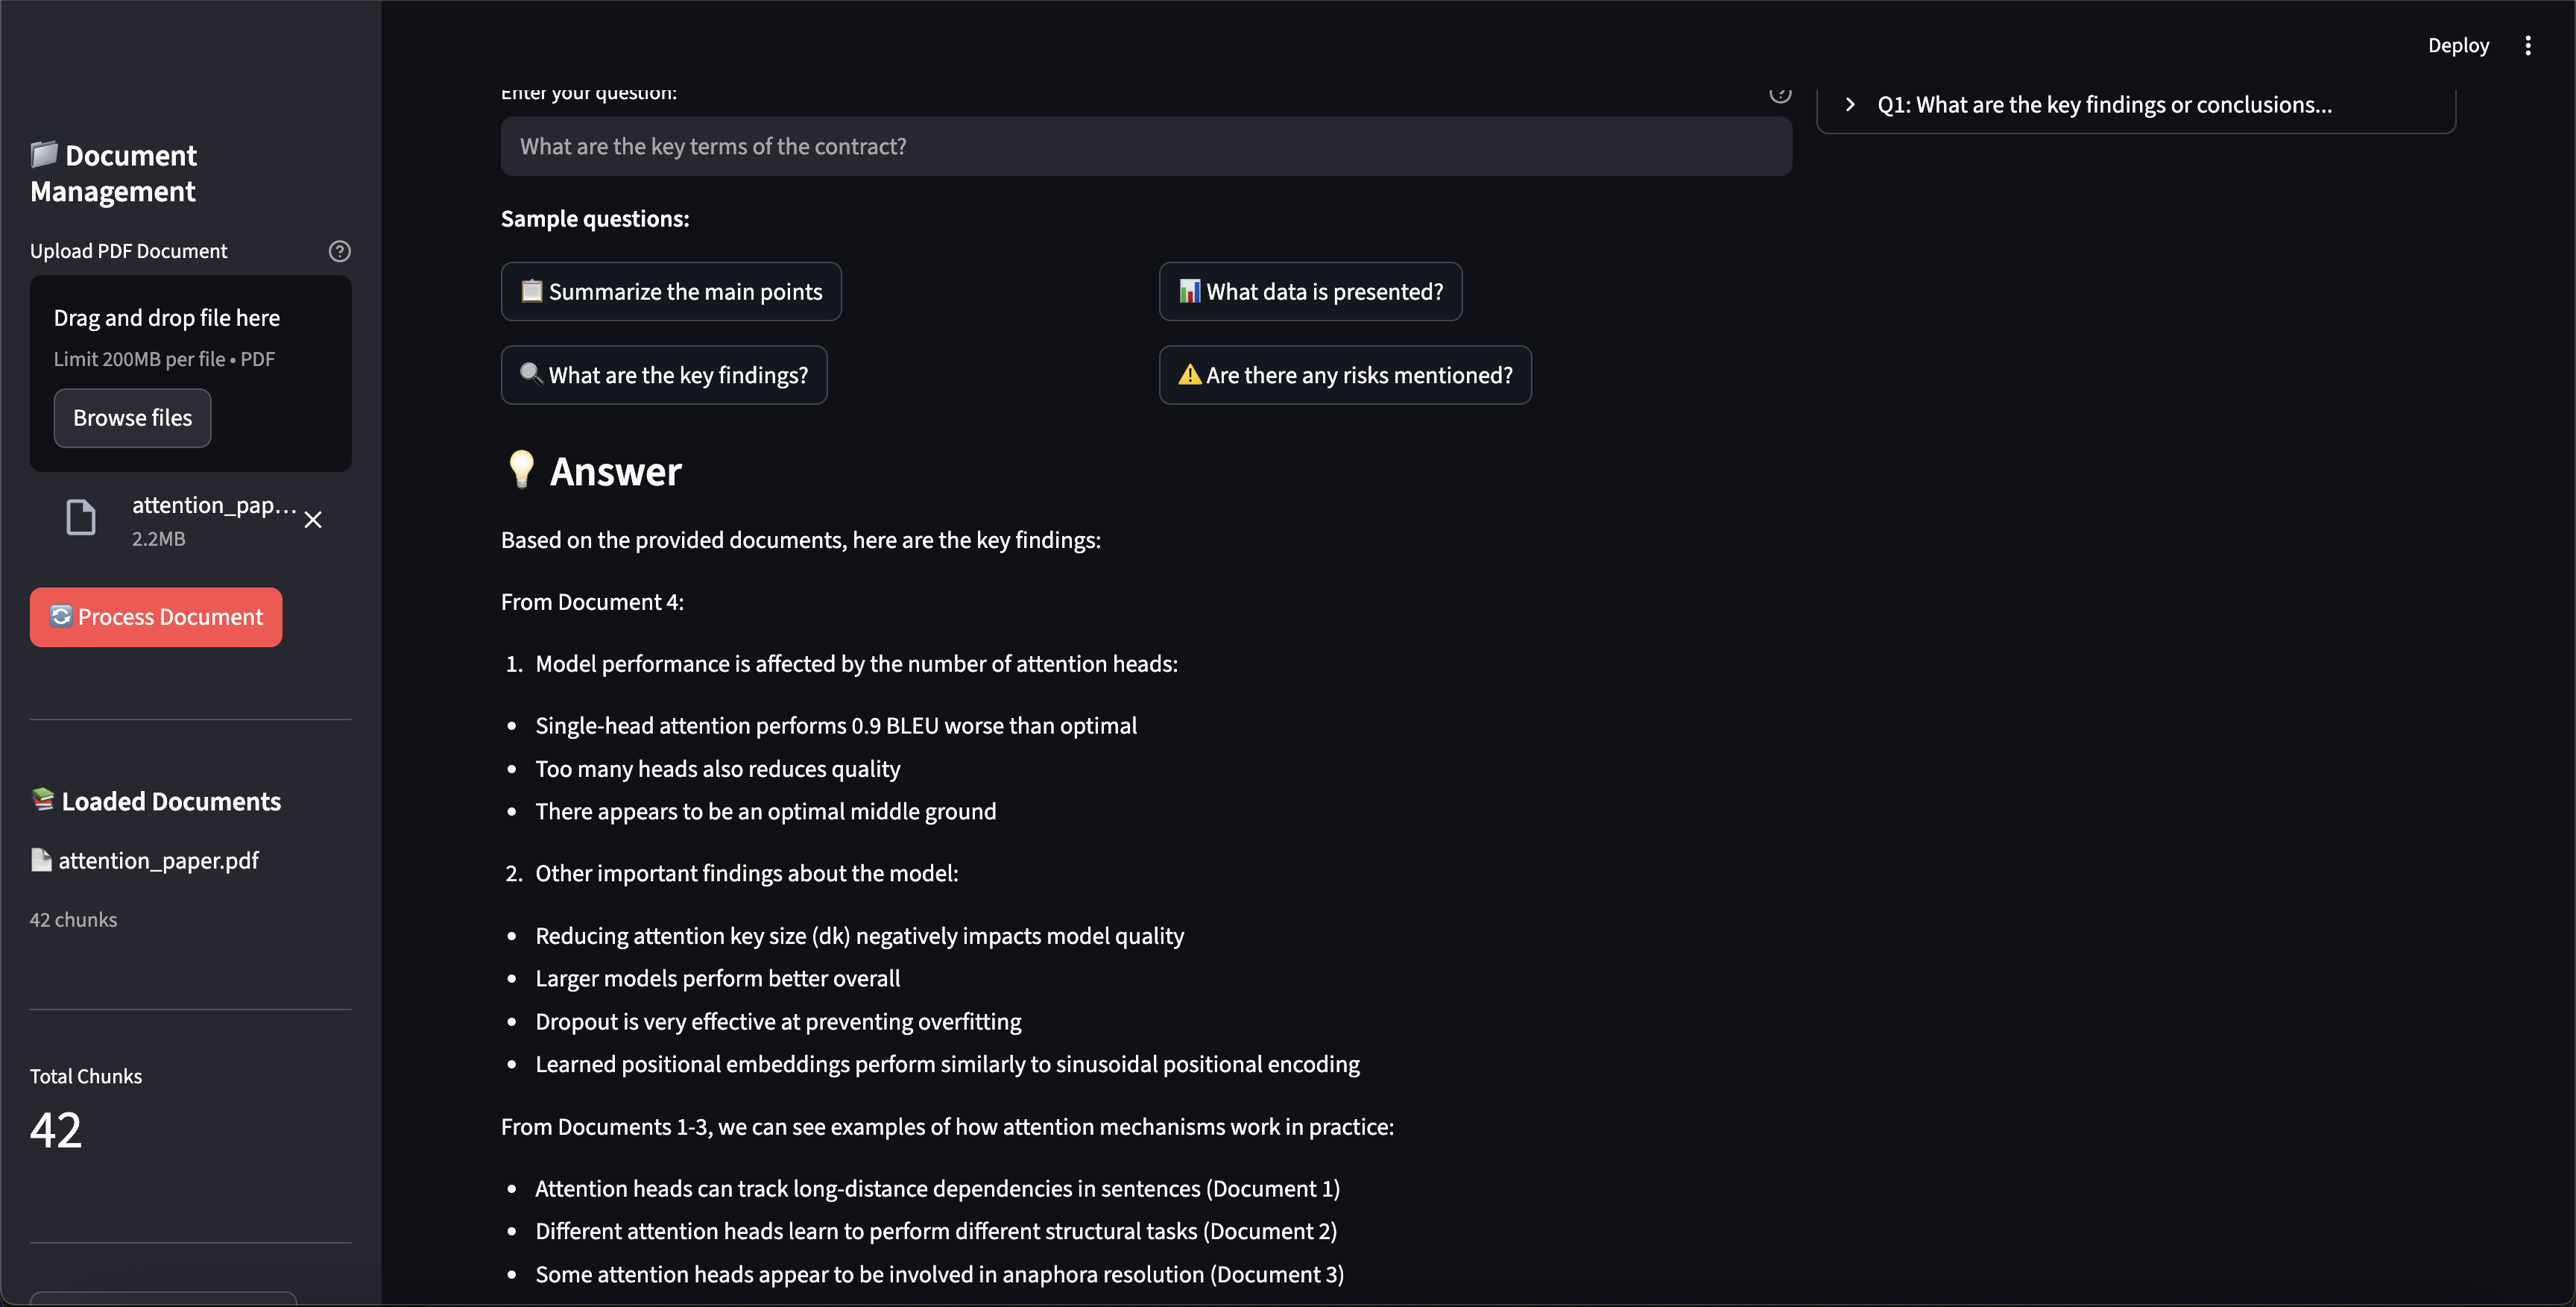 Deploy
📁 Document
Management
Upload PDF Document
Drag and drop file here
Limit 200MB per file • PDF
Browse files
attention_pap...
2.2MB
🔄 Process Document
📚 Loaded Documents
📄 attention_paper.pdf
42 chunks
Total Chunks
42
Enter your question:
What are the key terms of the contract?
Sample questions:
📋 Summarize the main points
📊 What data is presented?
🔍 What are the key findings?
⚠️ Are there any risks mentioned?
💡 Answer
Based on the provided documents, here are the key findings:
From Document 4:
1. Model performance is affected by the number of attention heads:
• Single-head attention performs 0.9 BLEU worse than optimal
• Too many heads also reduces quality
• There appears to be an optimal middle ground
2. Other important findings about the model:
• Reducing attention key size (dk) negatively impacts model quality
• Larger models perform better overall
• Dropout is very effective at preventing overfitting
• Learned positional embeddings perform similarly to sinusoidal positional encoding
From Documents 1-3, we can see examples of how attention mechanisms work in practice:
• Attention heads can track long-distance dependencies in sentences (Document 1)
• Different attention heads learn to perform different structural tasks (Document 2)
• Some attention heads appear to be involved in anaphora resolution (Document 3)
Q1: What are the key findings or conclusions...